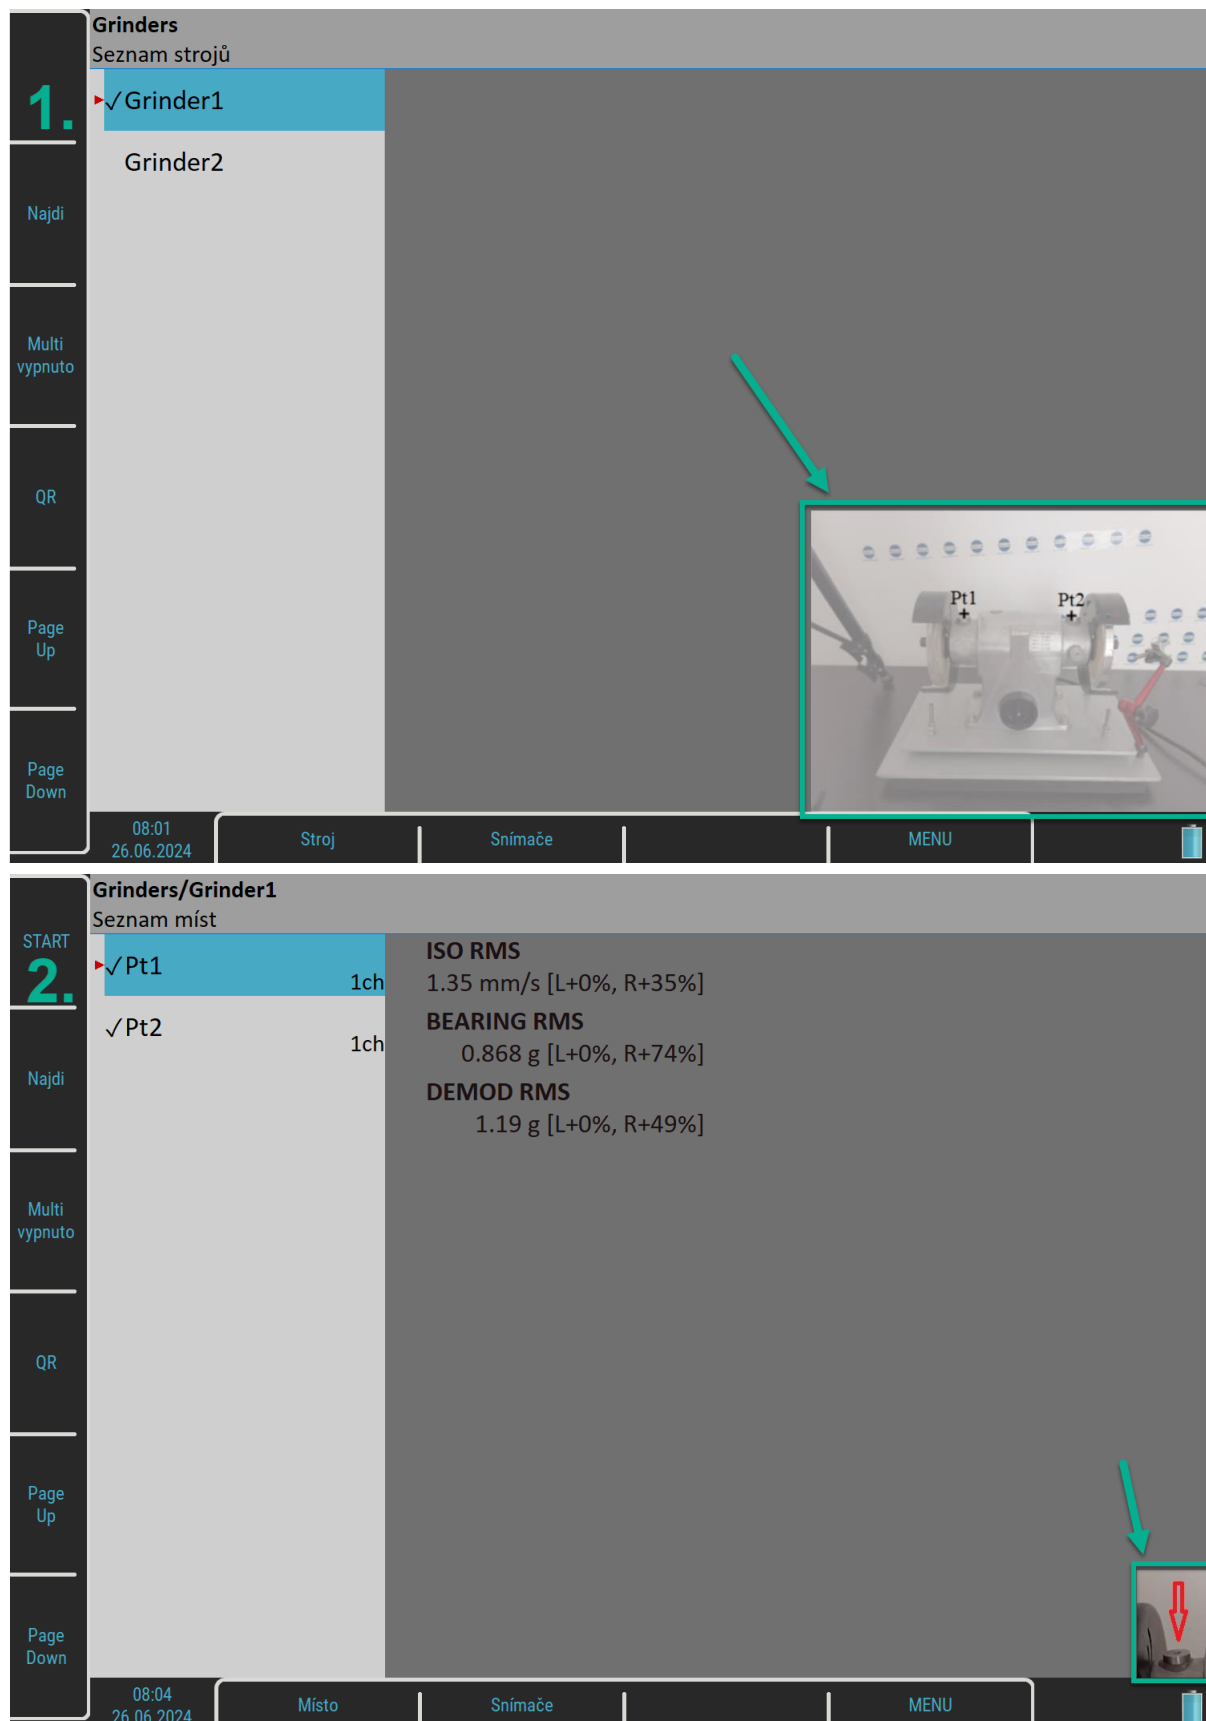 Grinders
Seznam strojů
1.
✓Grinder1
Grinder2
Najdi
Multi
vypnuto
QR
Page
Up
Page
Down
Pt1
Pt2
08:01
26.06.2024
Stroj
Snímače
MENU
Grinders/Grinder1
Seznam míst
START
2.
✓Pt1
1ch
✓Pt2
1ch
ISO RMS
1.35 mm/s [L+0%, R+35%]
BEARING RMS
0.868 g [L+0%, R+74%]
DEMOD RMS
1.19 g [L+0%, R+49%]
Najdi
Multi
vypnuto
QR
Page
Up
Page
Down
08:04
26.06.2024
Místo
Snímače
MENU